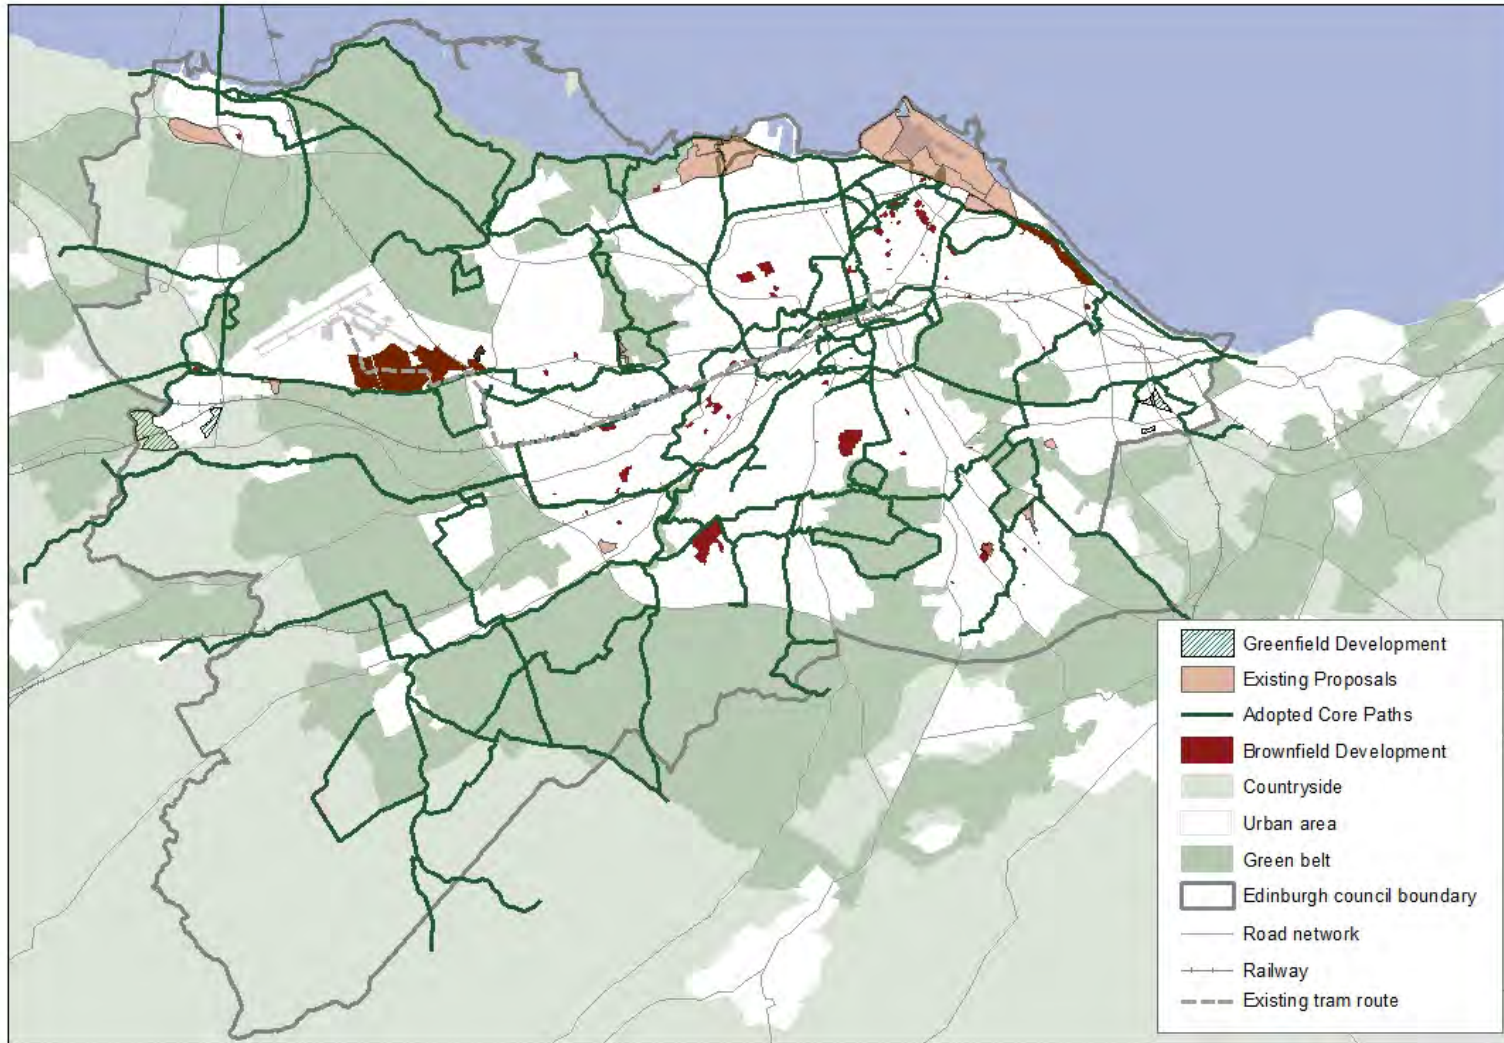 Greenfield Development
Existing Proposals
Adopted Core Paths
Brownfield Development
Countryside
Urban area
Green belt
Edinburgh council boundary
Road network
Railway
Existing tram route